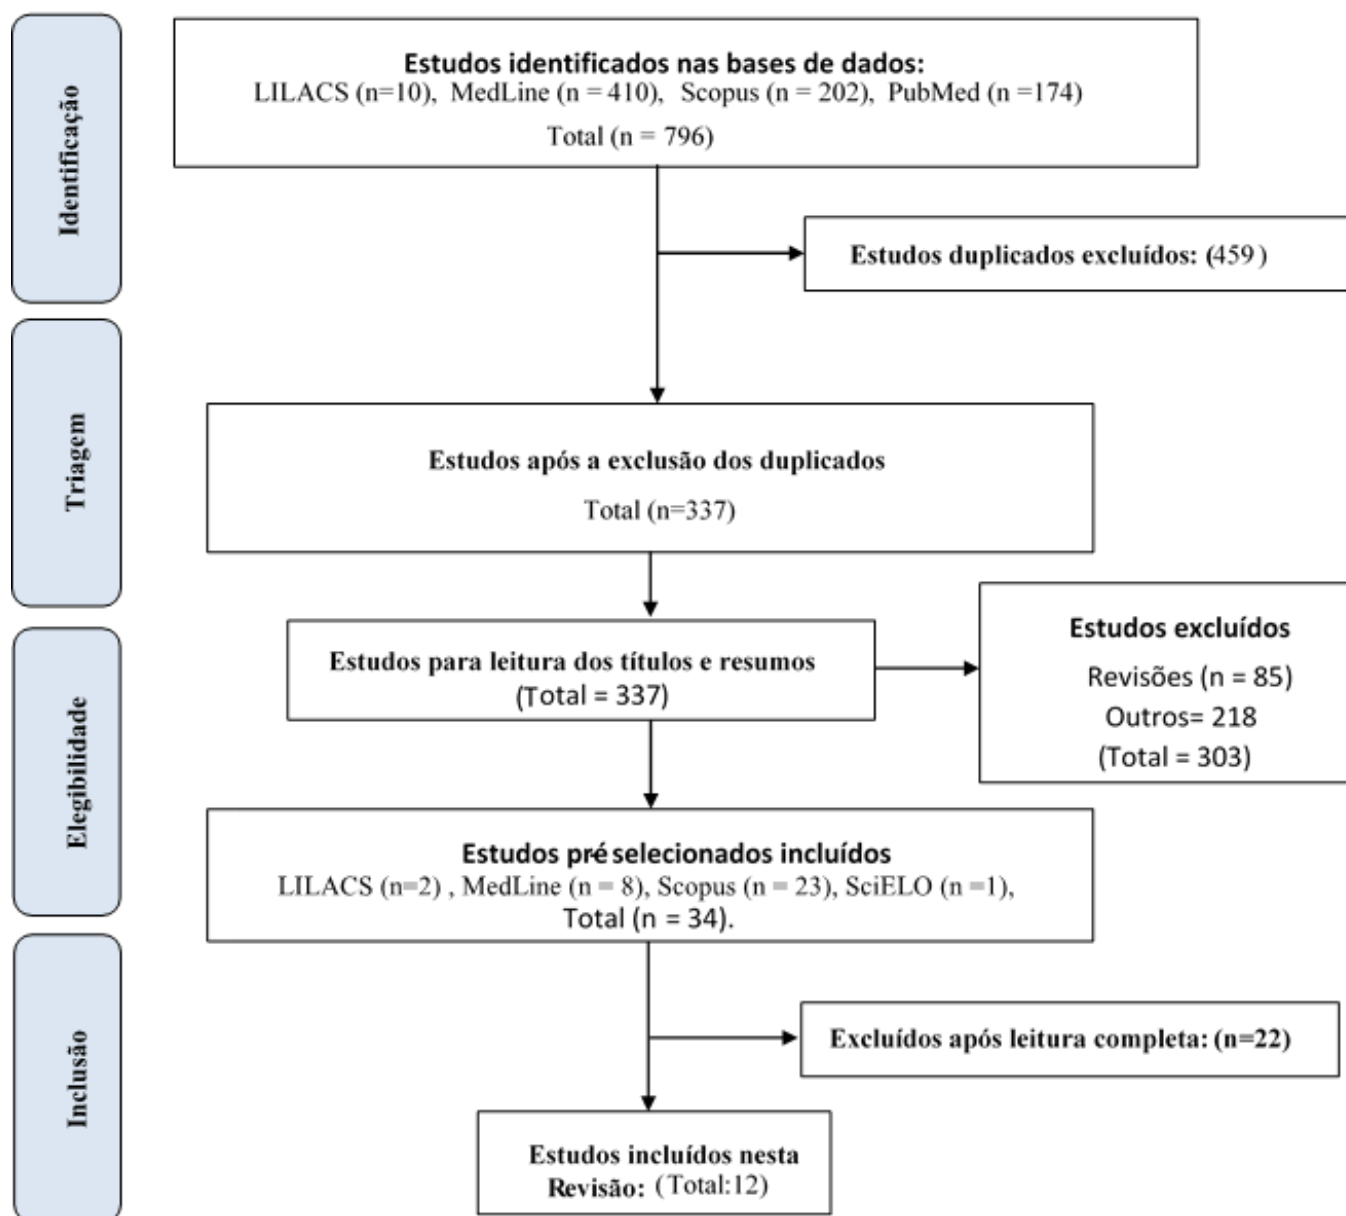 Identificação
Estudos identificados nas bases de dados:
LILACS (n=10), MedLine (n = 410), Scopus (n = 202), PubMed (n =174)
Total (n = 796)
Estudos duplicados excluídos: (459)
Triagem
Estudos após a exclusão dos duplicados
Total (n=337)
Elegibilidade
Estudos para leitura dos títulos e resumos
(Total = 337)
Estudos excluídos
Revisões (n = 85)
Outros= 218
(Total = 303)
Estudos pré-selecionados incluídos
LILACS (n=2) , MedLine (n = 8), Scopus (n = 23), SciELO (n =1),
Total (n = 34).
Inclusão
Excluídos após leitura completa: (n=22)
Estudos incluídos nesta
Revisão: (Total:12)